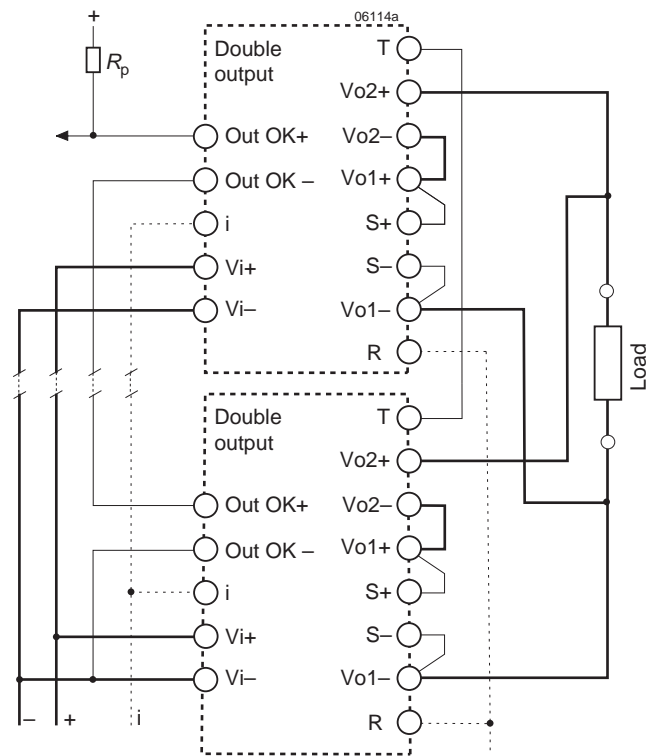 06114a
+
Rp
Double
output
T
Vo2+
Out OK+
Vo2–
Out OK –
Vo1+
i
S+
Vi+
S–
Vi–
Vo1–
R
Load
Double
output
T
Vo2+
Out OK+
Vo2–
Out OK –
Vo1+
i
S+
Vi+
S–
Vi–
Vo1–
R
– + i